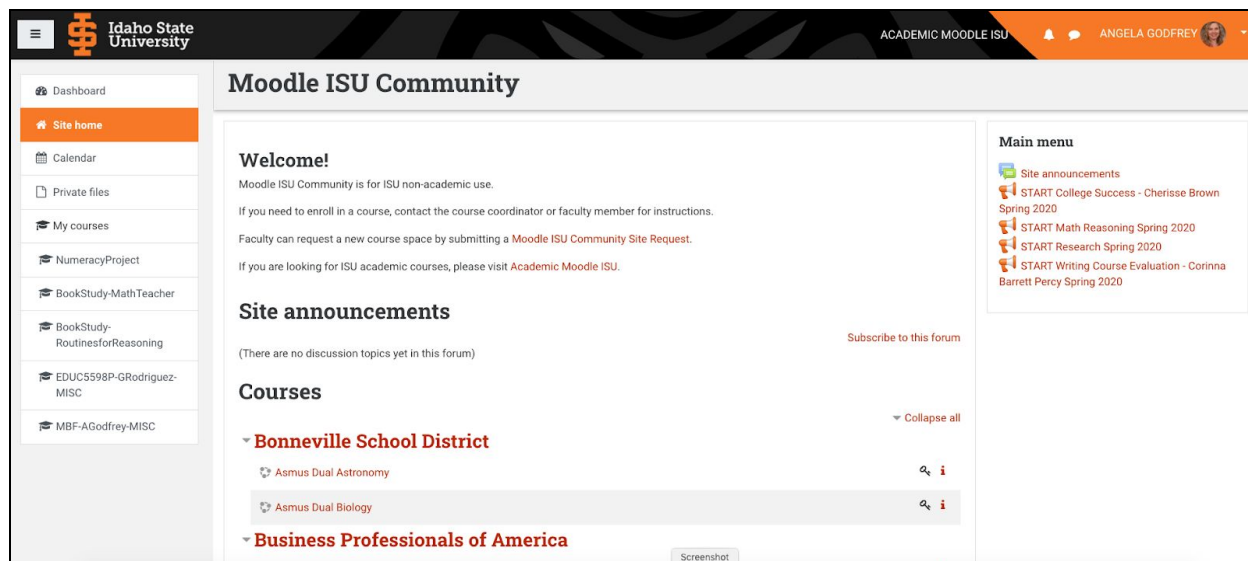 Idaho State
University
ACADEMIC MOODLE ISU
ANGELA GODFREY
Dashboard
Site home
Calendar
Private files
My courses
NumeracyProject
BookStudy-MathTeacher
BookStudy-
RoutinesforReasoning
EDUC5598P-GRodriguez-
MISC
MBF-AGodfrey-MISC
Moodle ISU Community
Welcome!
Moodle ISU Community is for ISU non-academic use.
If you need to enroll in a course, contact the course coordinator or faculty member for instructions.
Faculty can request a new course space by submitting a Moodle ISU Community Site Request.
If you are looking for ISU academic courses, please visit Academic Moodle ISU.
Site announcements
Subscribe to this forum
(There are no discussion topics yet in this forum)
Courses
Collapse all
Bonneville School District
Asmus Dual Astronomy
Asmus Dual Biology
Business Professionals of America
Screenshot
Main menu
Site announcements
START College Success - Cherisse Brown
Spring 2020
START Math Reasoning Spring 2020
START Research Spring 2020
START Writing Course Evaluation - Corinna
Barrett Percy Spring 2020